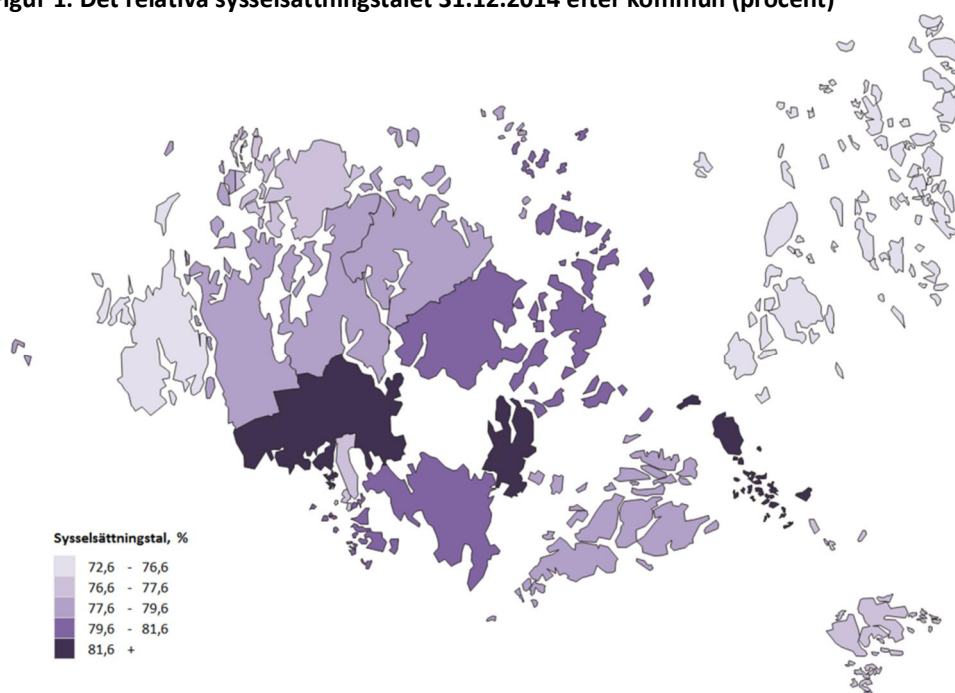 Figur 1. Det relativa sysselsättningstalet 31.12.2014 efter kommun (procent)
Sysselsättningstal, %
72,6 - 76,6
76,6 - 77,6
77,6 - 79,6
79,6 - 81,6
81,6 +